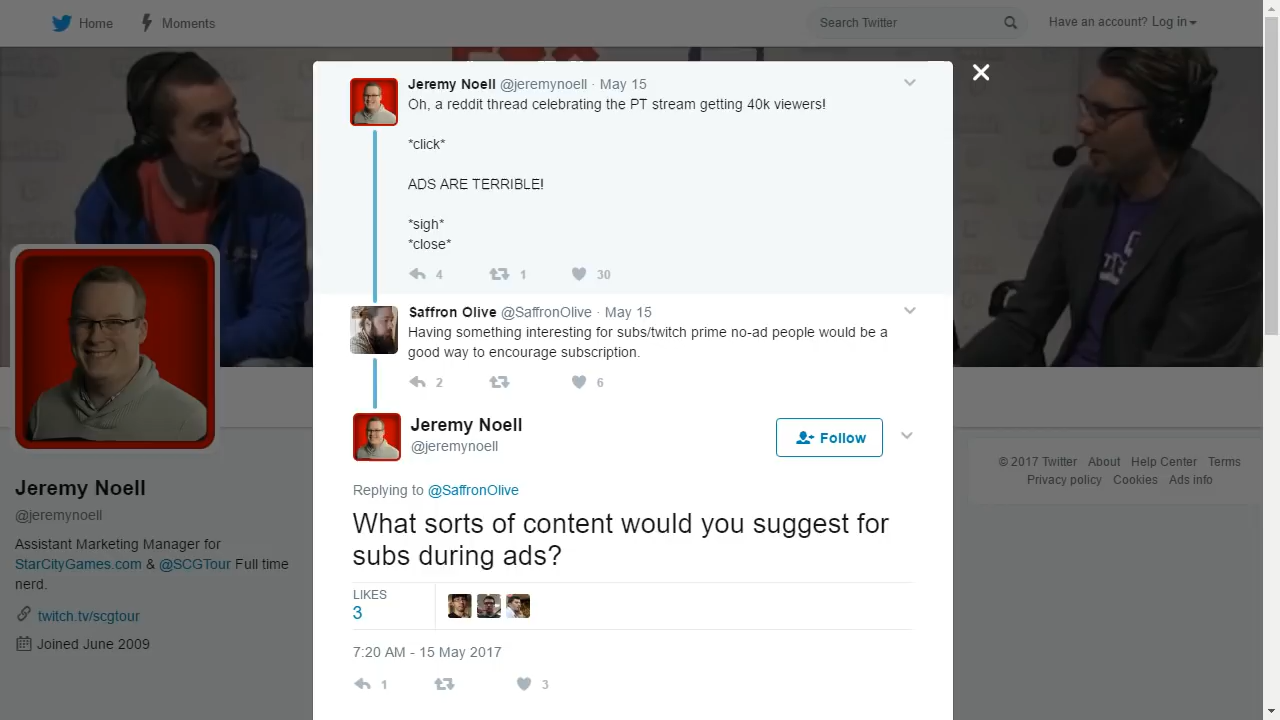 Home
Moments
Search Twitter
Have an account? Log in
Jeremy Noell @jeremynoell · May 15
Oh, a reddit thread celebrating the PT stream getting 40k viewers!
*click*
ADS ARE TERRIBLE!
*sigh*
*close*
4 1 30
Saffron Olive @SaffronOlive · May 15
Having something interesting for subs/twitch prime no-ad people would be a
good way to encourage subscription.
2 6
Jeremy Noell
@jeremynoell
Follow
Replying to @SaffronOlive
What sorts of content would you suggest for
subs during ads?
LIKES
3
7:20 AM - 15 May 2017
1 3
Jeremy Noell
@jeremynoell
Assistant Marketing Manager for
StarCityGames.com & @SCGTour Full time
nerd.
twitch.tv/scgtour
Joined June 2009
© 2017 Twitter About Help Center Terms
Privacy policy Cookies Ads info